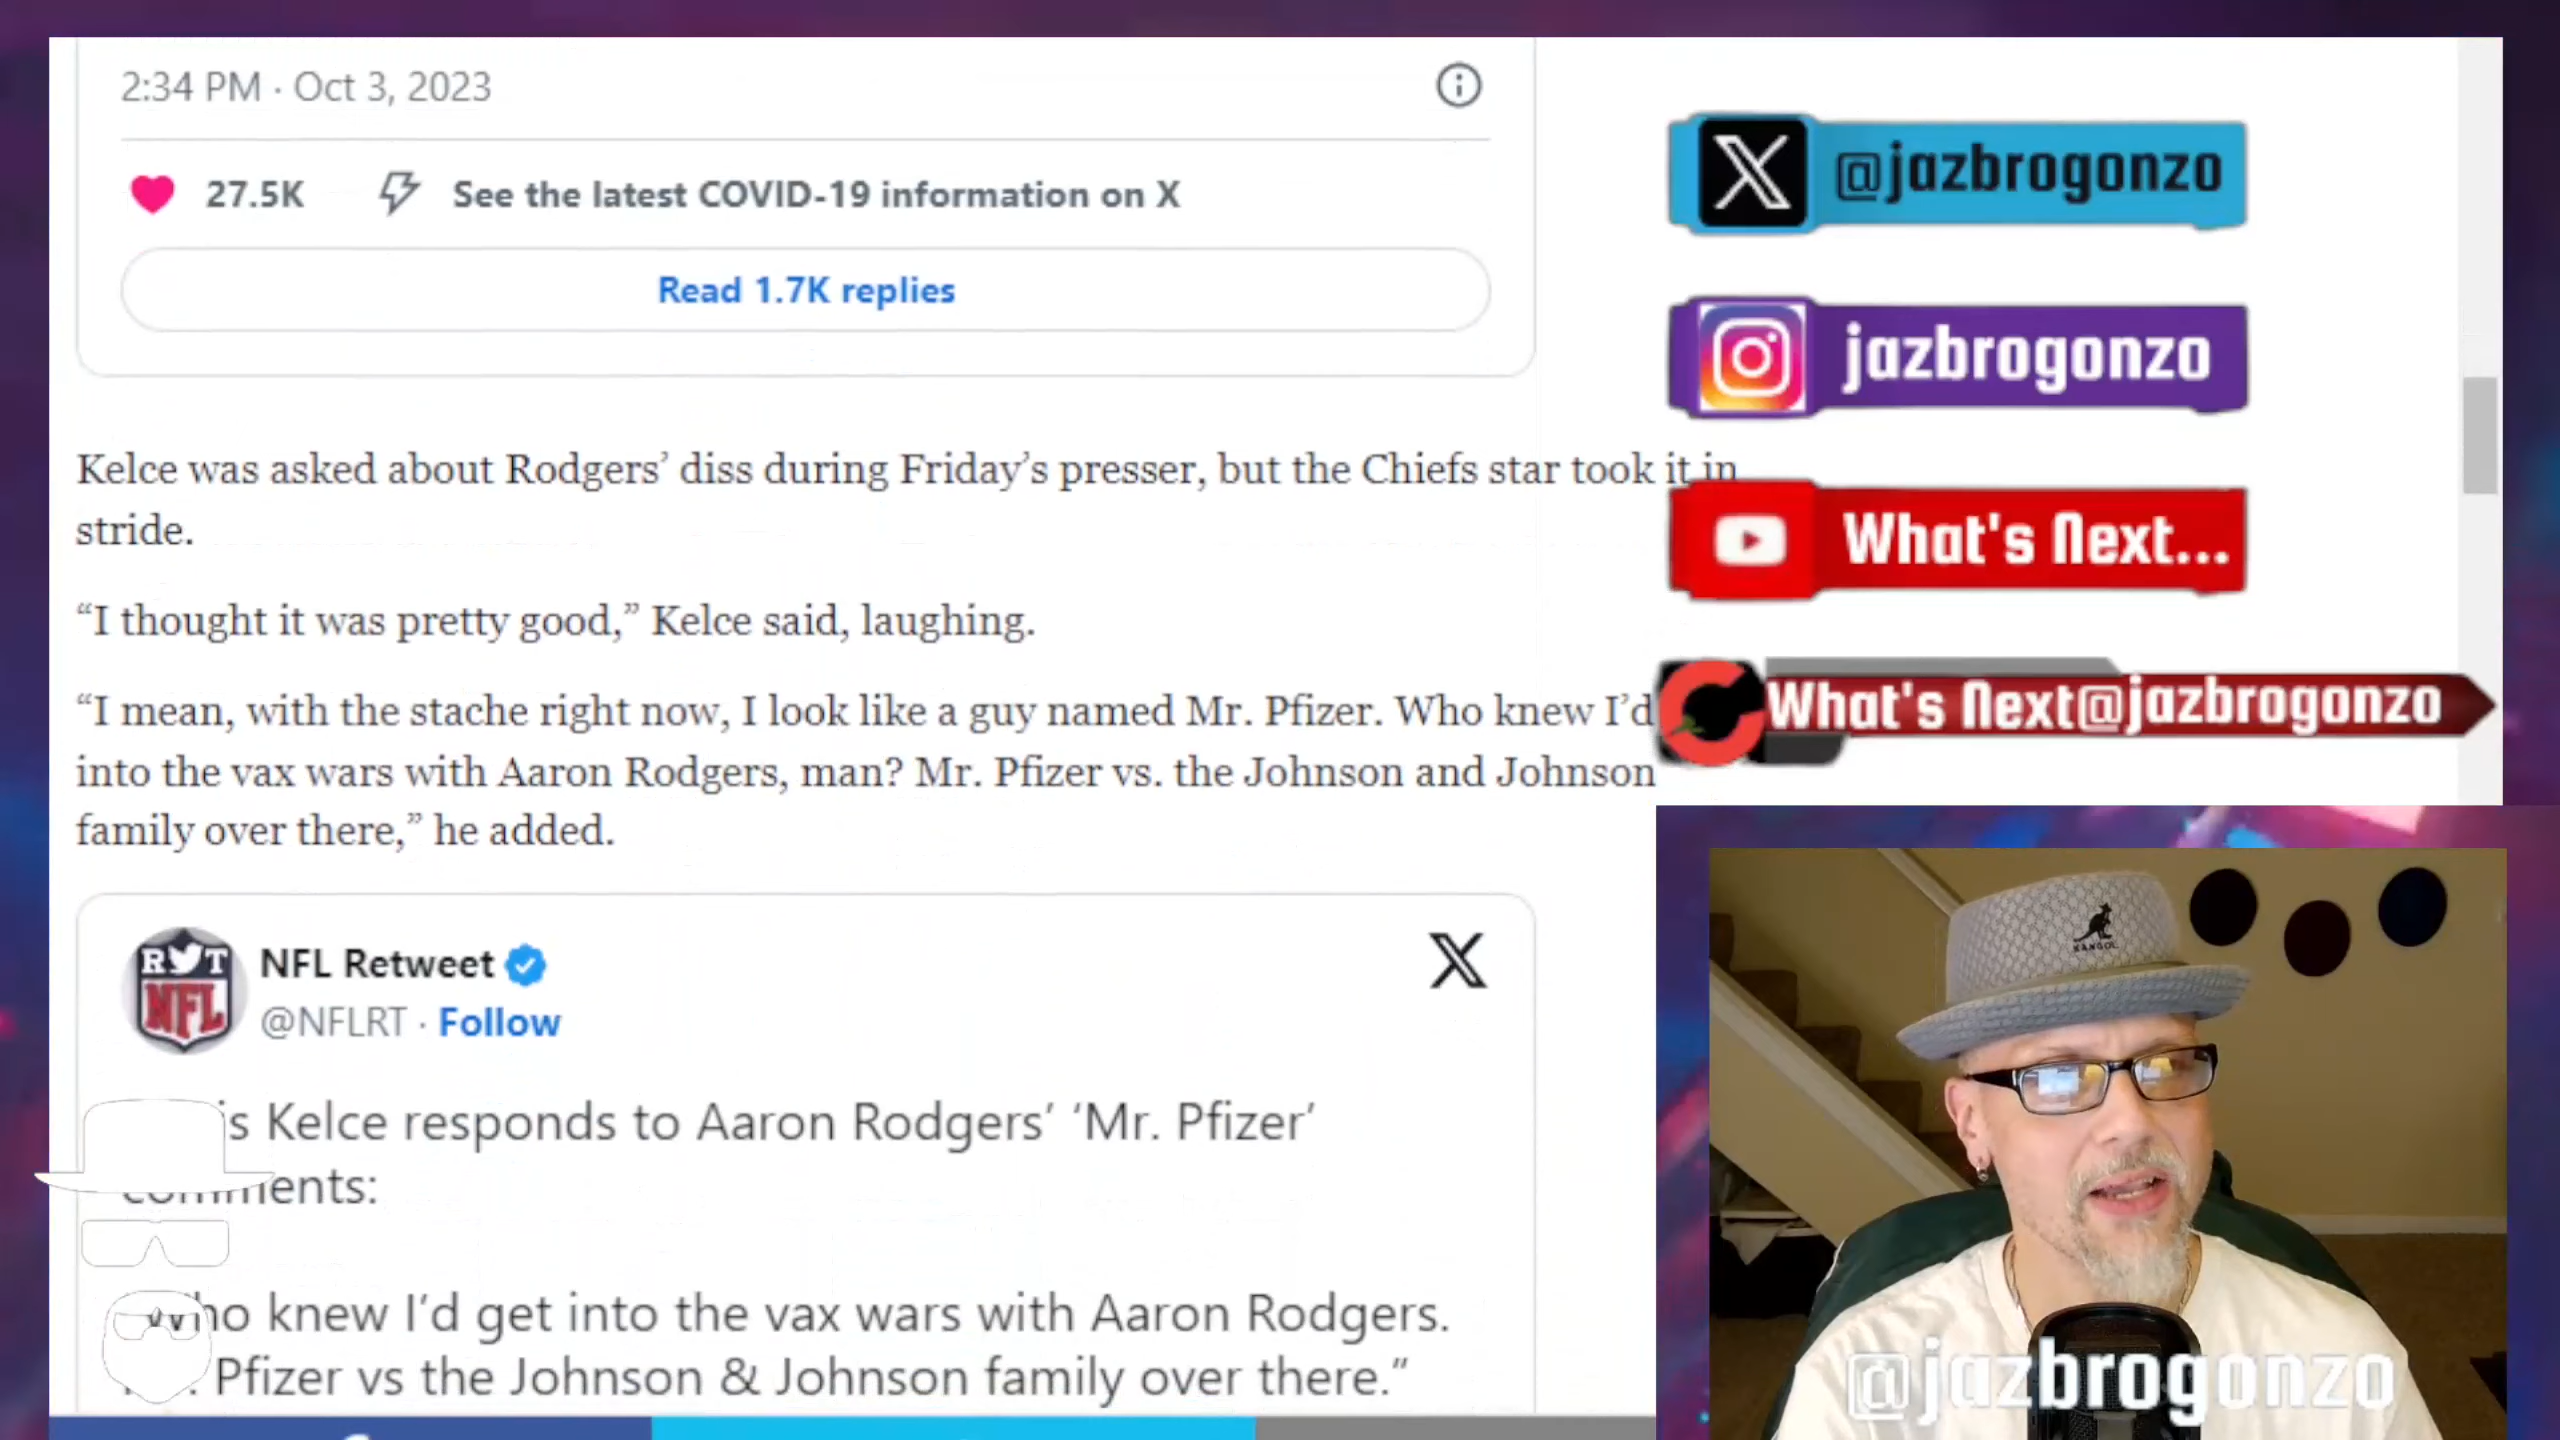 2:34 PM · Oct 3, 2023
27.5K See the latest COVID-19 information on X
Read 1.7K replies
Kelce was asked about Rodgers’ diss during Friday’s presser, but the Chiefs star took it in
stride.
“I thought it was pretty good,” Kelce said, laughing.
“I mean, with the stache right now, I look like a guy named Mr. Pfizer. Who knew I’d
into the vax wars with Aaron Rodgers, man? Mr. Pfizer vs. the Johnson and Johnson
family over there,” he added.
RT
NFL
NFL Retweet
@NFLRT · Follow
is Kelce responds to Aaron Rodgers’ ‘Mr. Pfizer’
comments:
Who knew I’d get into the vax wars with Aaron Rodgers.
Pfizer vs the Johnson & Johnson family over there.”
@jazbrogonzo
jazbrogonzo
What's Next...
What's Next@jazbrogonzo
KANGOL
@jazbrogonzo